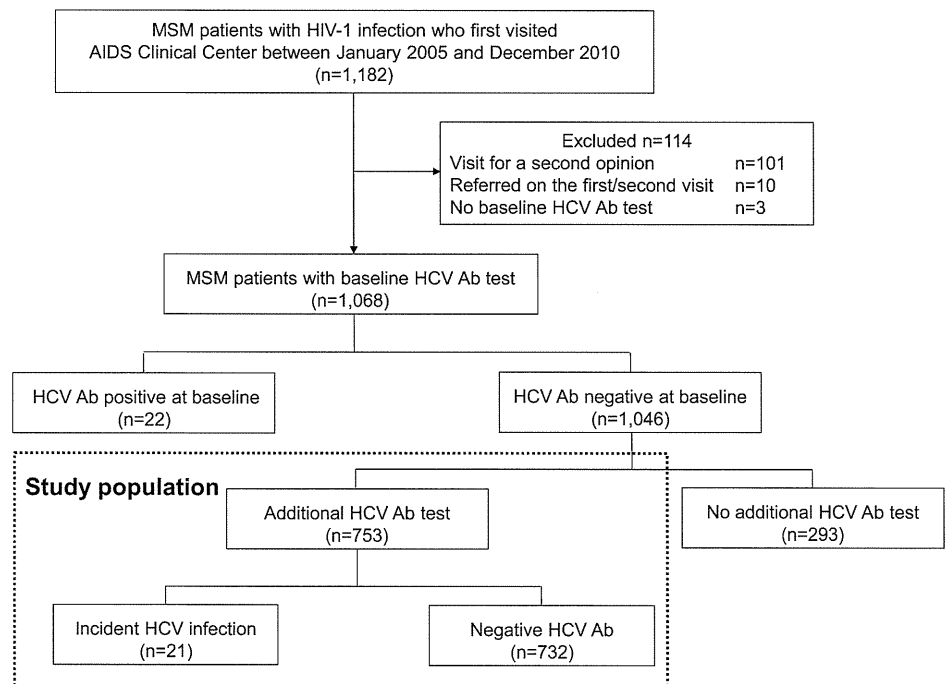 MSM patients with HIV-1 infection who first visited
AIDS Clinical Center between January 2005 and December 2010
(n=1,182)
Excluded n=114
Visit for a second opinion n=101
Referred on the first/second visit n=10
No baseline HCV Ab test n=3
MSM patients with baseline HCV Ab test
(n=1,068)
HCV Ab positive at baseline
(n=22)
HCV Ab negative at baseline
(n=1,046)
Study population
Additional HCV Ab test
(n=753)
No additional HCV Ab test
(n=293)
Incident HCV infection
(n=21)
Negative HCV Ab
(n=732)